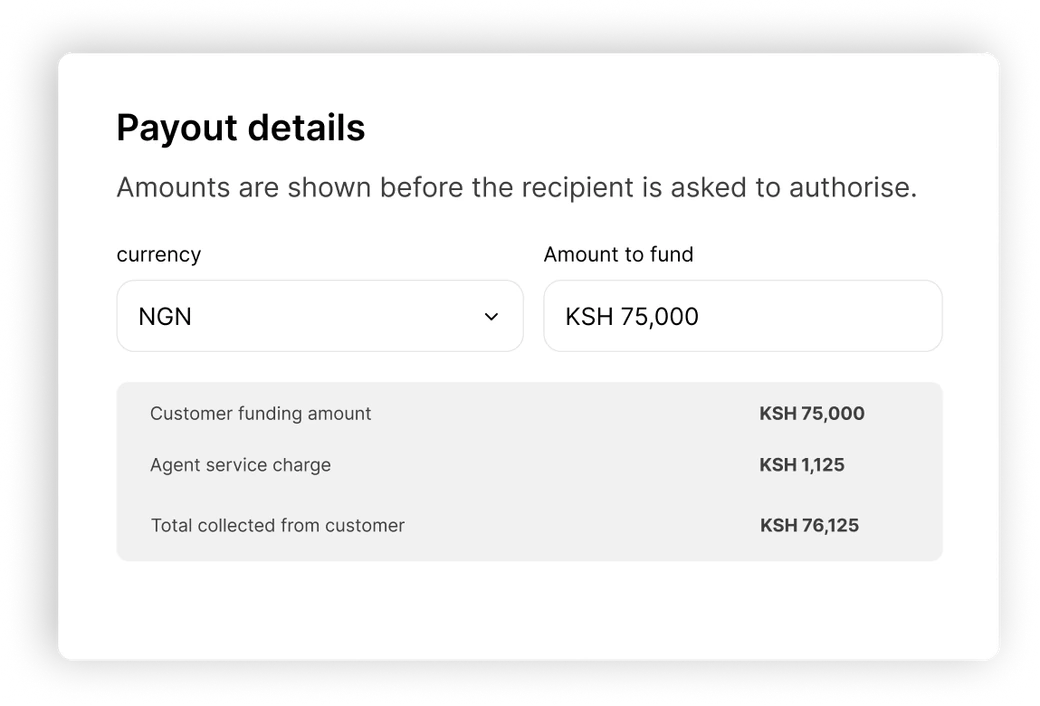 Payout details
Amounts are shown before the recipient is asked to authorise.
currency
Amount to fund
NGN
KSH 75,000
Customer funding amount KSH 75,000
Agent service charge KSH 1,125
Total collected from customer KSH 76,125